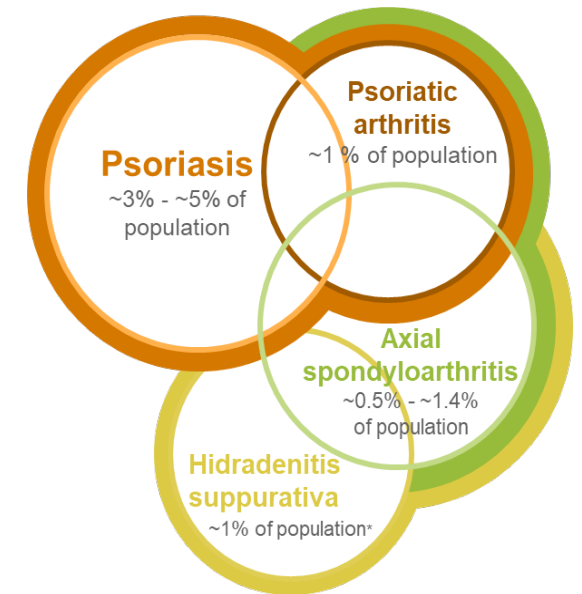 Psoriatic
arthritis
~1 % of population
Psoriasis
~3% - ~5% of
population
Axial
spondyloarthritis
~0.5% - ~1.4%
of population
Hidradenitis
suppurativa
~1% of population*